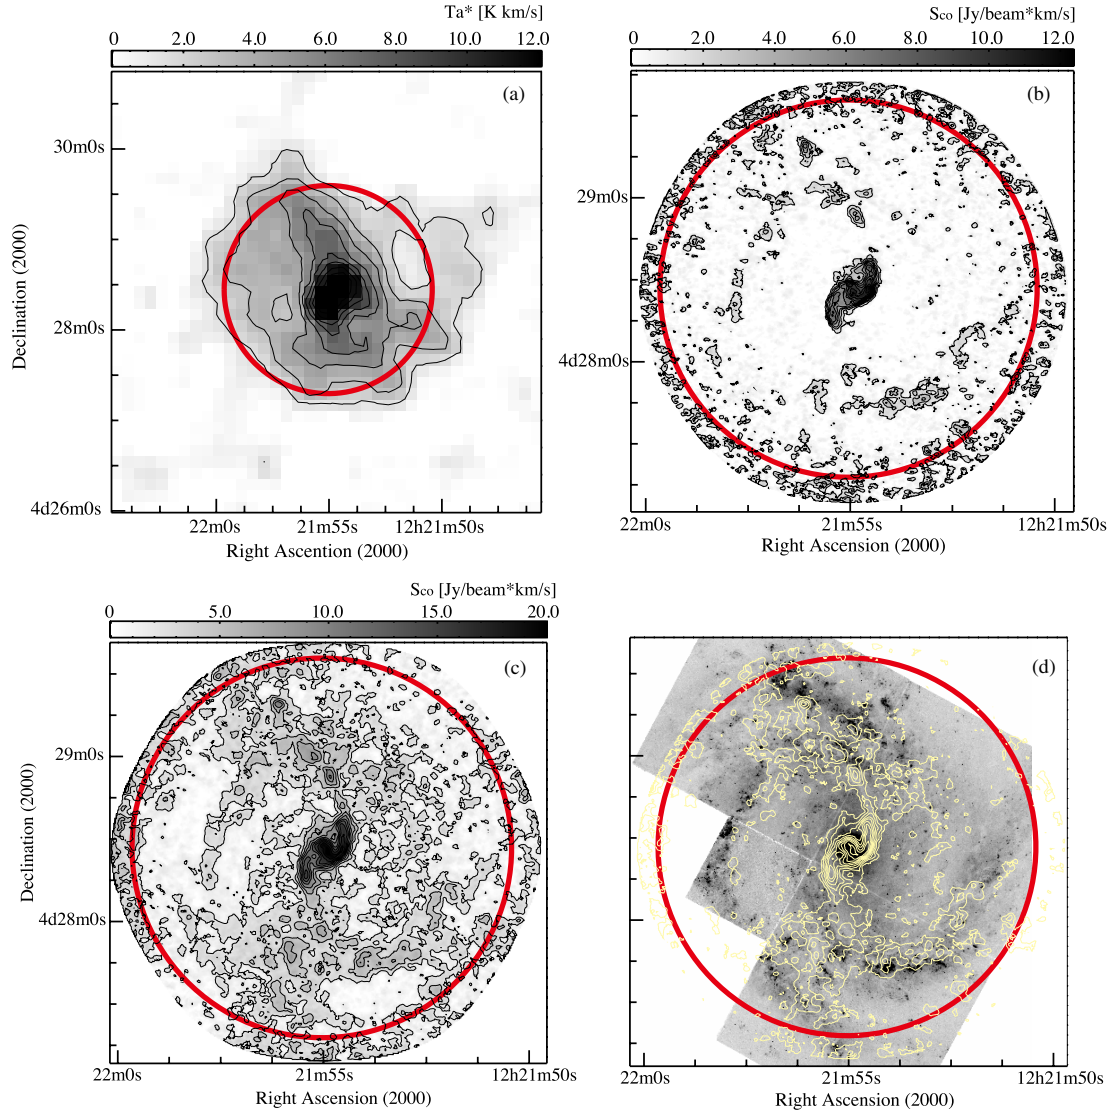 Ta* [K km/s]
0 2.0 4.0 6.0 8.0 10.0 12.0
(a)
30m0s
28m0s
4d26m0s
Declination (2000)
22m0s 21m55s 12h21m50s
Right Ascention (2000)
Sco [Jy/beam*km/s]
0 2.0 4.0 6.0 8.0 10.0 12.0
(b)
29m0s
4d28m0s
22m0s 21m55s 12h21m50s
Right Ascension (2000)
Sco [Jy/beam*km/s]
0 5.0 10.0 15.0 20.0
(c)
29m0s
4d28m0s
Declination (2000)
22m0s 21m55s 12h21m50s
Right Ascension (2000)
(d)
22m0s 21m55s 12h21m50s
Right Ascension (2000)